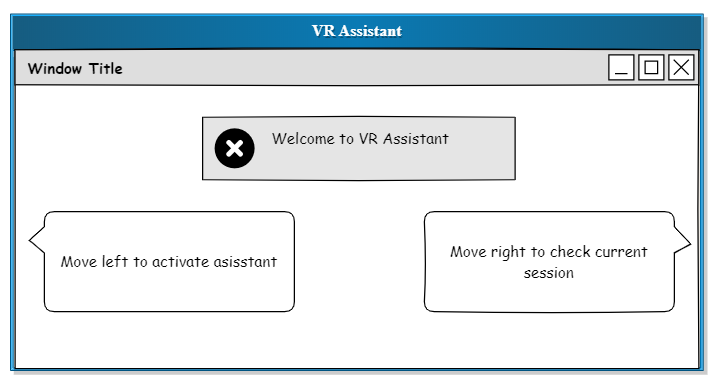 VR Assistant
Window Title
Welcome to VR Assistant
Move left to activate asisstant
Move right to check current
session